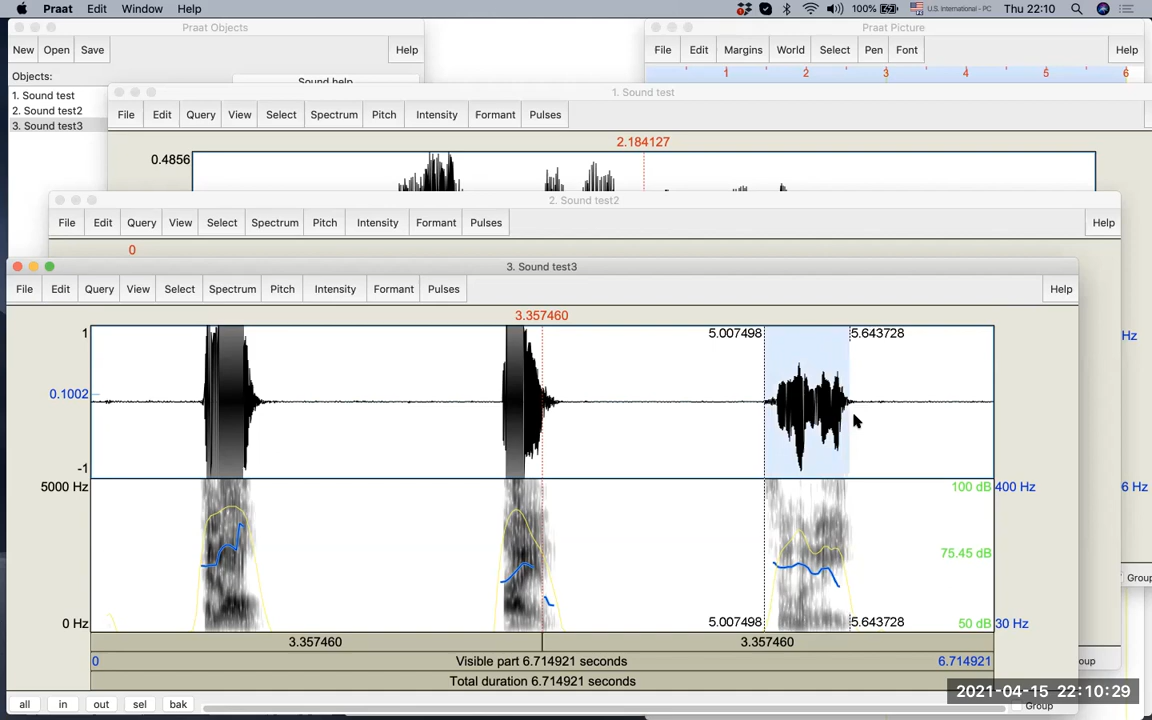 Praat Edit Window Help 100% U.S. International - PC Thu 22:10
Praat Objects
New Open Save Help
Objects:
Sound help
1. Sound test
2. Sound test2
3. Sound test3
Praat Picture
File Edit Margins World Select Pen Font Help
1 2 3 4 5 6
1. Sound test
File Edit Query View Select Spectrum Pitch Intensity Formant Pulses
2.184127
0.4856
2. Sound test2
File Edit Query View Select Spectrum Pitch Intensity Formant Pulses Help
0
Hz
6 Hz
Group
oup
3. Sound test3
File Edit Query View Select Spectrum Pitch Intensity Formant Pulses Help
3.357460
1 5.007498 5.643728
0.1002
-1
5000 Hz 100 dB 400 Hz
75.45 dB
0 Hz 5.007498 5.643728 50 dB 30 Hz
3.357460 3.357460
0 Visible part 6.714921 seconds 6.714921
Total duration 6.714921 seconds
all in out sel bak Group
2021-04-15 22:10:29